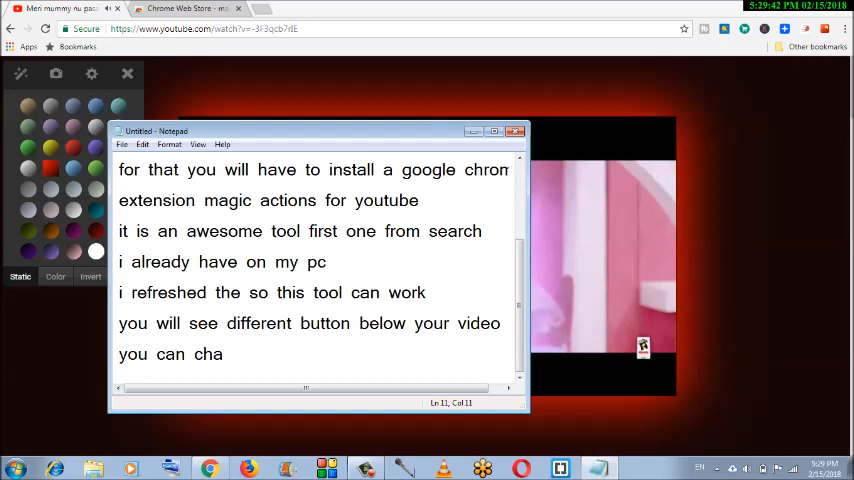 5:29:42 PM 02/15/2018
Meri mummy nu pasa
Chrome Web Store - ma
Secure
https://www.youtube.com/watch?v=-3F3qcb7rIE
Apps
Bookmarks
Other bookmarks
Untitled - Notepad
File Edit Format View Help
for that you will have to install a google chrom
extension magic actions for youtube
it is an awesome tool first one from search
i already have on my pc
i refreshed the so this tool can work
you will see different button below your video
you can cha
Static Color Invert
Ln 11, Col 11
EN
5:29 PM
2/15/2018